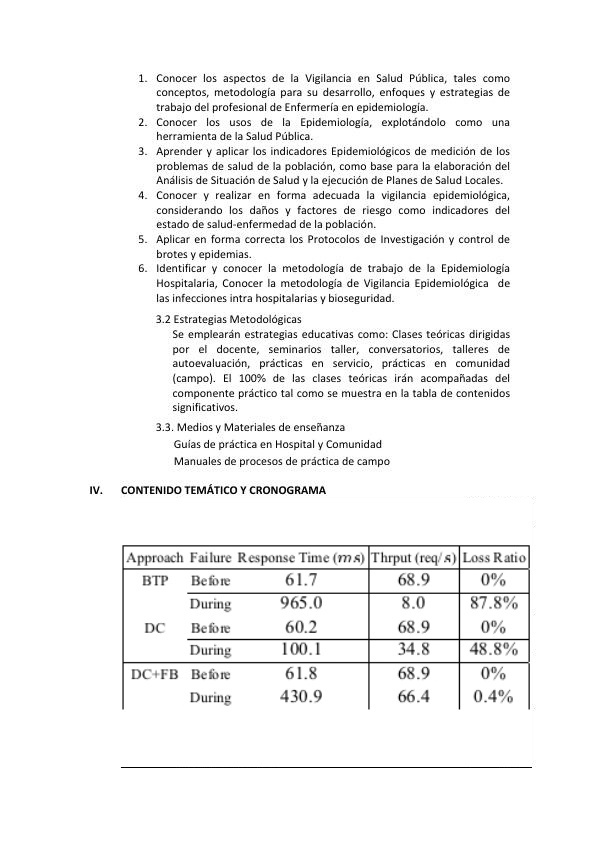 1. Conocer los aspectos de la Vigilancia en Salud Pública, tales como
conceptos, metodología para su desarrollo, enfoques y estrategias de
trabajo del profesional de Enfermería en epidemiología.
2. Conocer los usos de la Epidemiología, explotándolo como una
herramienta de la Salud Pública.
3. Aprender y aplicar los indicadores Epidemiológicos de medición de los
problemas de salud de la población, como base para la elaboración del
Análisis de Situación de Salud y la ejecución de Planes de Salud Locales.
4. Conocer y realizar en forma adecuada la vigilancia epidemiológica,
considerando los daños y factores de riesgo como indicadores del
estado de salud-enfermedad de la población.
5. Aplicar en forma correcta los Protocolos de Investigación y control de
brotes y epidemias.
6. Identificar y conocer la metodología de trabajo de la Epidemiología
Hospitalaria, Conocer la metodología de Vigilancia Epidemiológica de
las infecciones intra hospitalarias y bioseguridad.
3.2 Estrategias Metodológicas
Se emplearán estrategias educativas como: Clases teóricas dirigidas
por el docente, seminarios taller, conversatorios, talleres de
autoevaluación, prácticas en servicio, prácticas en comunidad
(campo). El 100% de las clases teóricas irán acompañadas del
componente práctico tal como se muestra en la tabla de contenidos
significativos.
3.3. Medios y Materiales de enseñanza
Guías de práctica en Hospital y Comunidad
Manuales de procesos de práctica de campo
IV. CONTENIDO TEMÁTICO Y CRONOGRAMA
Approach Failure Response Time (ms) Thrput (req/s) Loss Ratio
BTP Before 61.7 68.9 0%
During 965.0 8.0 87.8%
DC Before 60.2 68.9 0%
During 100.1 34.8 48.8%
DC+FB Before 61.8 68.9 0%
During 430.9 66.4 0.4%